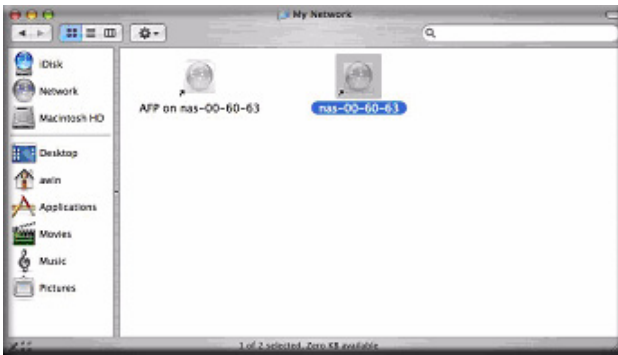 My Network
iDisk
Network
Macintosh HD
Desktop
awin
Applications
Movies
Music
Pictures
AFP on nas-00-60-63
nas-00-60-63
1 of 2 selected, Zero KB available